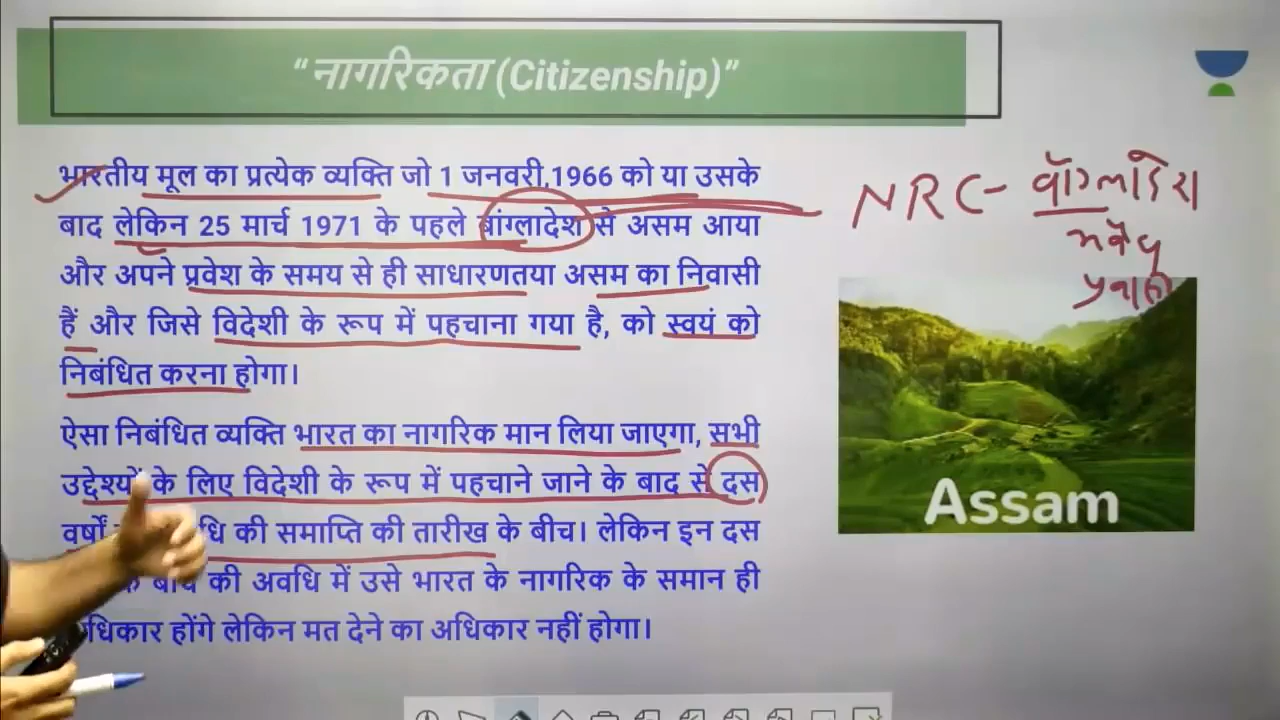 “नागरिकता (Citizenship)”
भारतीय मूल का प्रत्येक व्यक्ति जो 1 जनवरी,1966 को या उसके
बाद लेकिन 25 मार्च 1971 के पहले बांग्लादेश से असम आया
और अपने प्रवेश के समय से ही साधारणतया असम का निवासी
हैं और जिसे विदेशी के रूप में पहचाना गया है, को स्वयं को
निबंधित करना होगा।
ऐसा निबंधित व्यक्ति भारत का नागरिक मान लिया जाएगा, सभी
उद्देश्यों के लिए विदेशी के रूप में पहचाने जाने के बाद से दस
वर्षों की समाप्ति की तारीख के बीच। लेकिन इन दस
के बीच की अवधि में उसे भारत के नागरिक के समान ही
धिकार होंगे लेकिन मत देने का अधिकार नहीं होगा।
NRC-
Assam